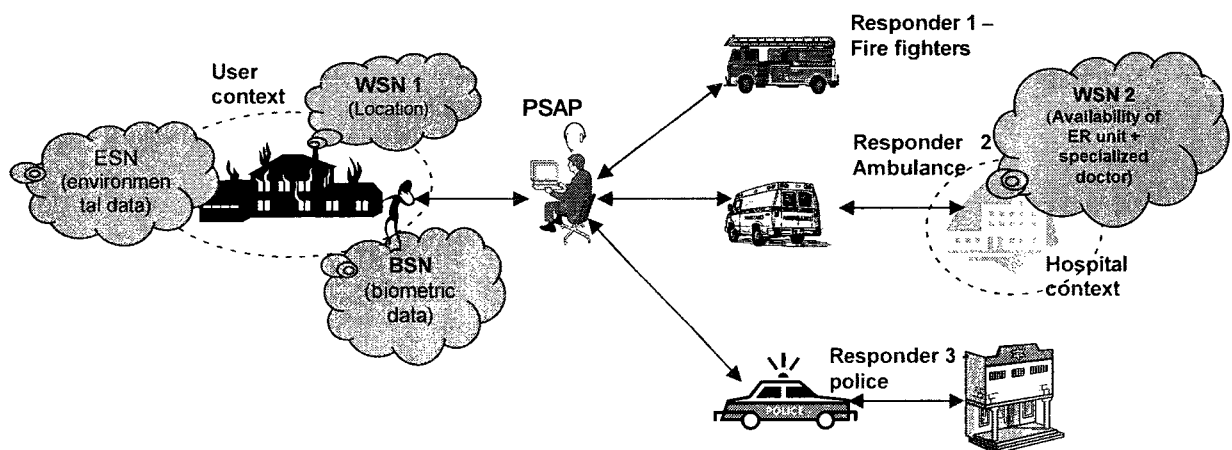 User
context
WSN 1
(Location)
ESN
(environmen
tal data)
BSN
(biometric
data)
PSAP
Responder 1 –
Fire fighters
Responder 2
Ambulance
WSN 2
(Availability of
ER unit +
specialized
doctor)
Hospital
context
Responder 3 -
police
POLICE